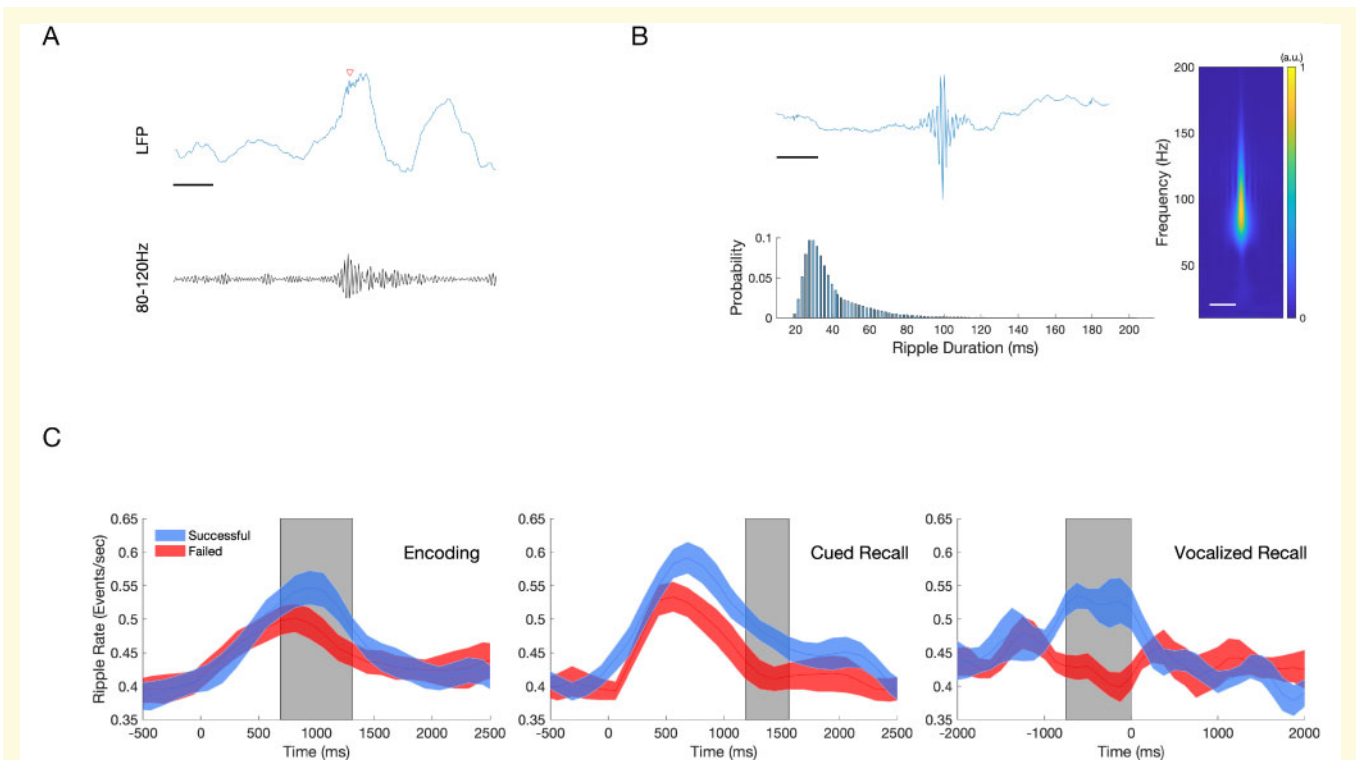 A
LFP
80-120Hz
B
Probability
0.1
0.05
0
20 40 60 80 100 120 140 160 180 200
Ripple Duration (ms)
(a.u.)
Frequency (Hz)
200
150
100
50
1
0
C
Ripple Rate (Events/sec)
0.65
0.6
0.55
0.5
0.45
0.4
0.35
Successful
Failed
Encoding
-500 0 500 1000 1500 2000 2500
Time (ms)
0.65
0.6
0.55
0.5
0.45
0.4
0.35
Cued Recall
-500 0 500 1000 1500 2000 2500
Time (ms)
0.65
0.6
0.55
0.5
0.45
0.4
0.35
Vocalized Recall
-2000 -1000 0 1000 2000
Time (ms)